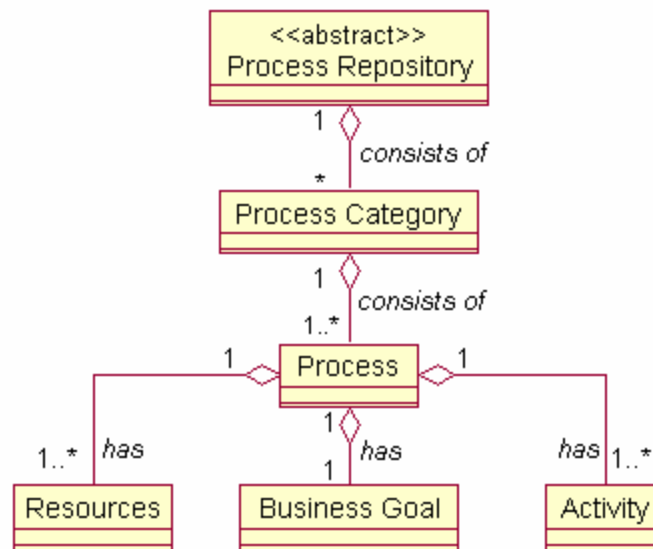 <<abstract>>
Process Repository
1
consists of
*
Process Category
1
consists of
1..*
1
Process
1
1
1..*
has
1
has
has
1..*
Resources
Business Goal
Activity